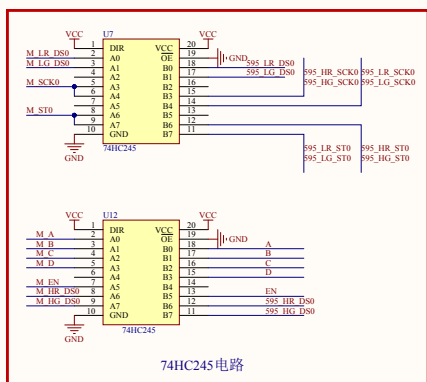 VCC U7 VCC
1 DIR VCC 20
M_LR_DS0 2 A0 OE 19 GND
M_LG_DS0 3 A1 B0 18 595_LR_DS0
4 A2 B1 17 595_LG_DS0
M_SCK0 5 A3 B2 16 595_HR_SCK0 595_LR_SCK0
6 A4 B3 15 595_HG_SCK0 595_LG_SCK0
7 A5 B4 14
M_ST0 8 A6 B5 13
9 A7 B6 12
10 GND B7 11
595_LR_ST0 595_HR_ST0
GND 74HC245 595_LG_ST0 595_HG_ST0
VCC U12 VCC
1 DIR VCC 20
M_A 2 A0 OE 19 GND
M_B 3 A1 B0 18 A
M_C 4 A2 B1 17 B
M_D 5 A3 B2 16 C
6 A4 B3 15 D
M_EN 7 A5 B4 14
M_HR_DS0 8 A6 B5 13 EN
M_HG_DS0 9 A7 B6 12 595_HR_DS0
10 GND B7 11 595_HG_DS0
GND 74HC245
74HC245电路